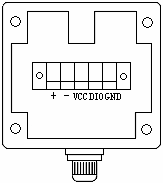 + - VCC DIO GND